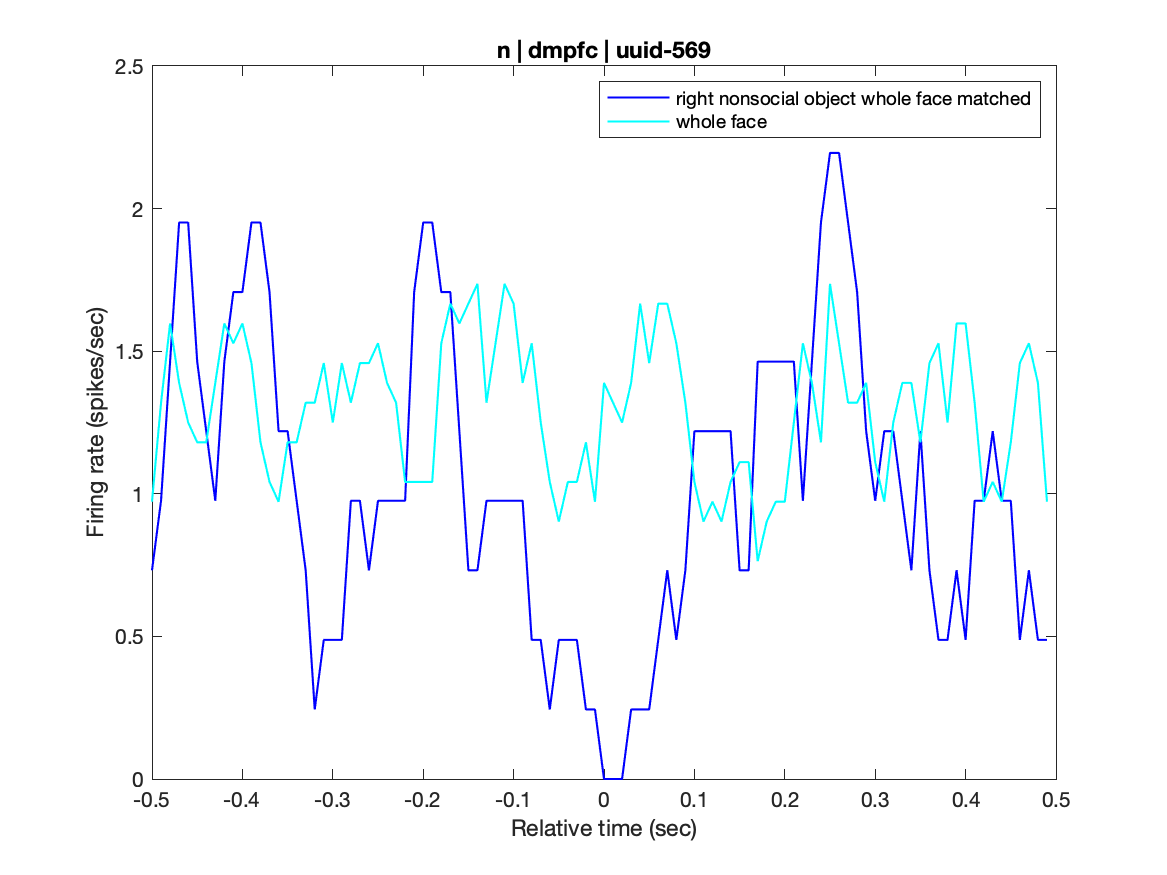 n | dmpfc | uuid-569
right nonsocial object whole face matched
whole face
Firing rate (spikes/sec)
2.5
2
1.5
1
0.5
0
-0.5 -0.4 -0.3 -0.2 -0.1 0 0.1 0.2 0.3 0.4 0.5
Relative time (sec)